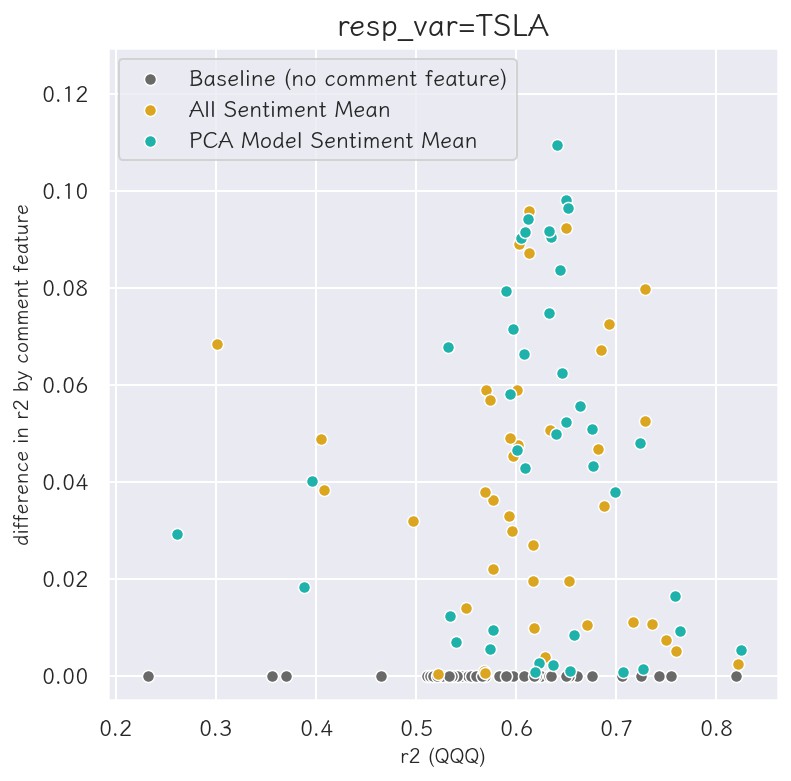 resp_var=TSLA
Baseline (no comment feature)
All Sentiment Mean
PCA Model Sentiment Mean
difference in r2 by comment feature
0.12
0.10
0.08
0.06
0.04
0.02
0.00
0.2 0.3 0.4 0.5 0.6 0.7 0.8
r2 (QQQ)